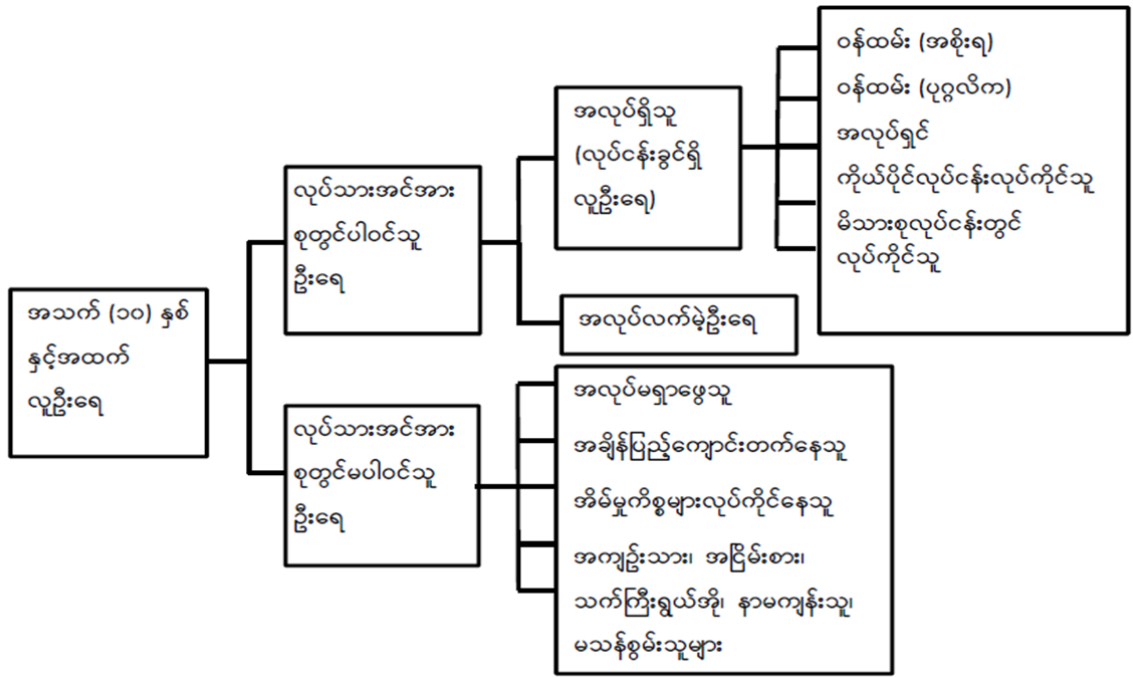 အသက် (၁၀) နှစ်
နှင့်အထက်
လူဦးရေ
လုပ်သားအင်အား
စုတွင်ပါဝင်သူ
ဦးရေ
အလုပ်ရှိသူ
(လုပ်ငန်းခွင်ရှိ
လူဦးရေ)
ဝန်ထမ်း (အစိုးရ)
ဝန်ထမ်း (ပုဂ္ဂလိက)
အလုပ်ရှင်
ကိုယ်ပိုင်လုပ်ငန်းလုပ်ကိုင်သူ
မိသားစုလုပ်ငန်းတွင်
လုပ်ကိုင်သူ
အလုပ်လက်မဲ့ဦးရေ
လုပ်သားအင်အား
စုတွင်မပါဝင်သူ
ဦးရေ
အလုပ်မရှာဖွေသူ
အချိန်ပြည့်ကျောင်းတက်နေသူ
အိမ်မှုကိစ္စများလုပ်ကိုင်နေသူ
အကျဉ်းသား၊ အငြိမ်းစား၊
သက်ကြီးရွယ်အို၊ နာမကျန်းသူ၊
မသန်စွမ်းသူများ